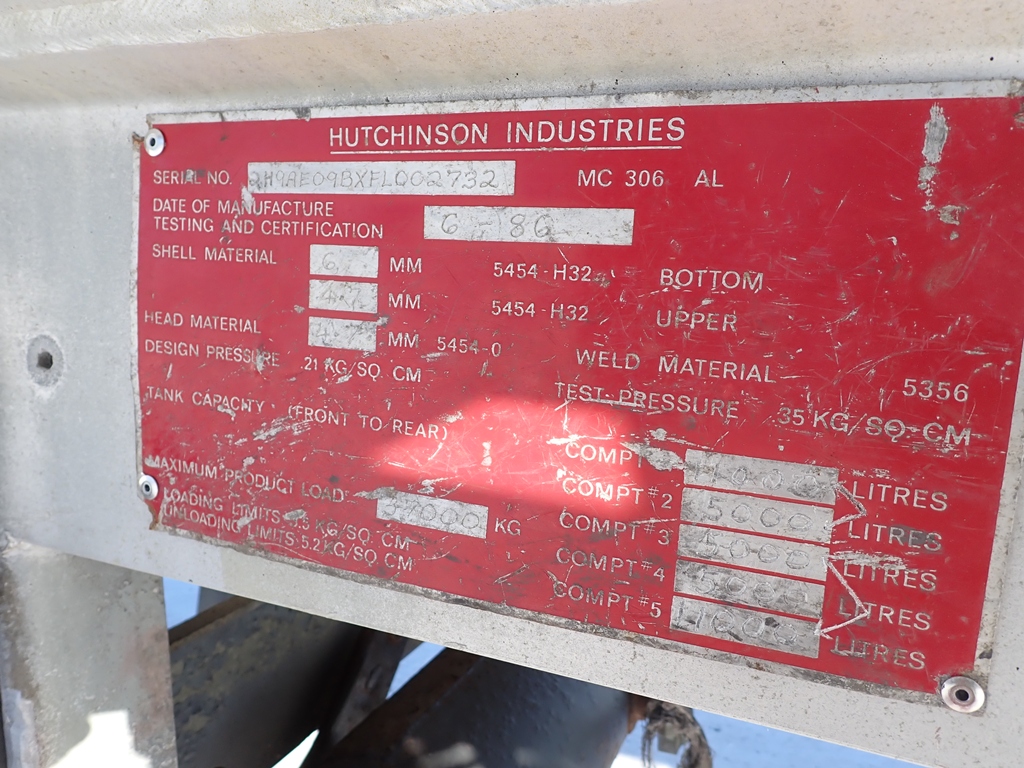 HUTCHINSON INDUSTRIES
SERIAL NO. 2H9AE09BXFL002732 MC 306 AL
DATE OF MANUFACTURE
TESTING AND CERTIFICATION 6 - 86
SHELL MATERIAL 6 MM 5454-H32 BOTTOM
MM 5454-H32 UPPER
HEAD MATERIAL MM 5454-0 WELD MATERIAL 5356
DESIGN PRESSURE 21 KG/SQ. CM TEST PRESSURE 35 KG/SQ-CM
TANK CAPACITY (FRONT TO REAR)
COMPT LITRES
COMPT #2 5000 LITRES
COMPT #3 LITRES
COMPT #4 LITRES
COMPT #5 LITRES
MAXIMUM PRODUCT LOAD KG
LOADING LIMITS KG/SQ CM
UNLOADING LIMITS: 5.2 KG/SQ CM